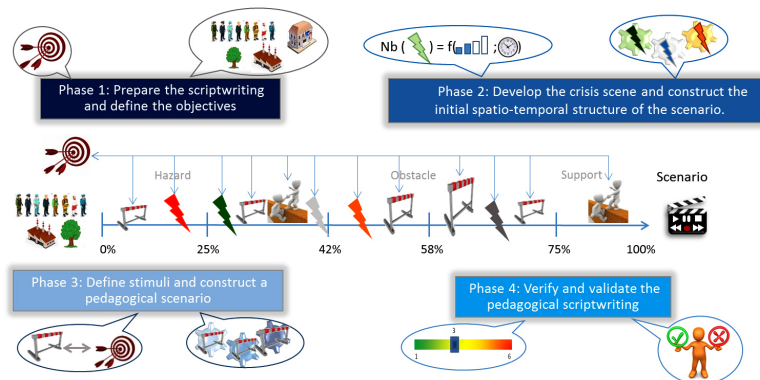 Nb ( ) = f( ; )
Phase 1: Prepare the scriptwriting
and define the objectives
Phase 2: Develop the crisis scene and construct the
initial spatio-temporal structure of the scenario.
Hazard
Obstacle
Support
Scenario
0%
25%
42%
58%
75%
100%
Phase 3: Define stimuli and construct a
pedagogical scenario
Phase 4: Verify and validate the
pedagogical scriptwriting
3
1
6